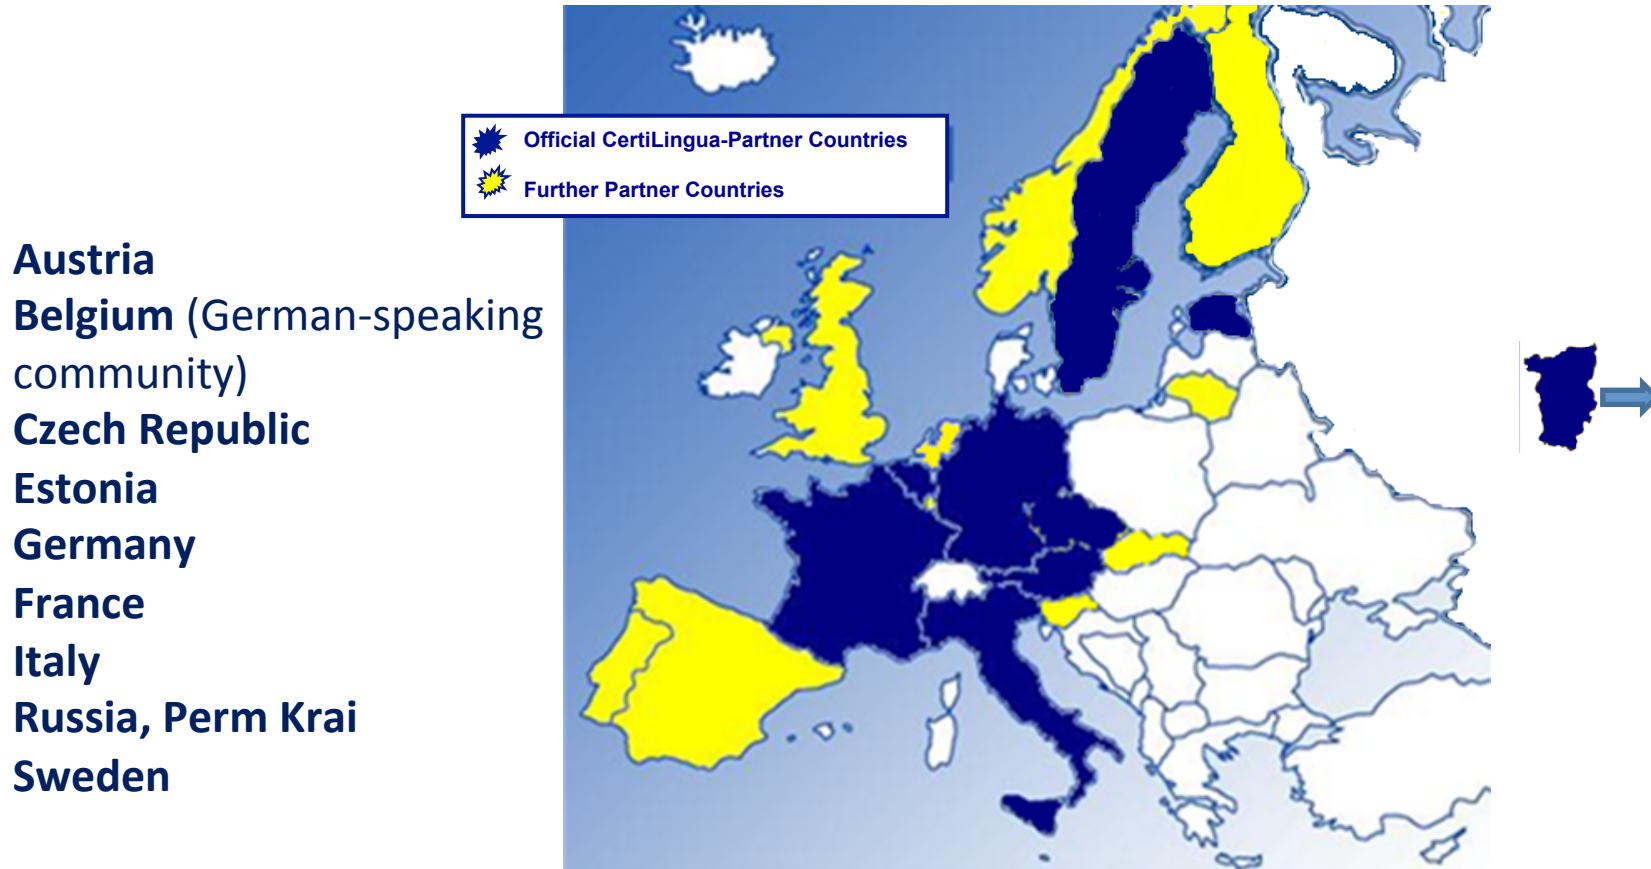 Official CertiLingua-Partner Countries
Further Partner Countries
Austria
Belgium (German-speaking
community)
Czech Republic
Estonia
Germany
France
Italy
Russia, Perm Krai
Sweden